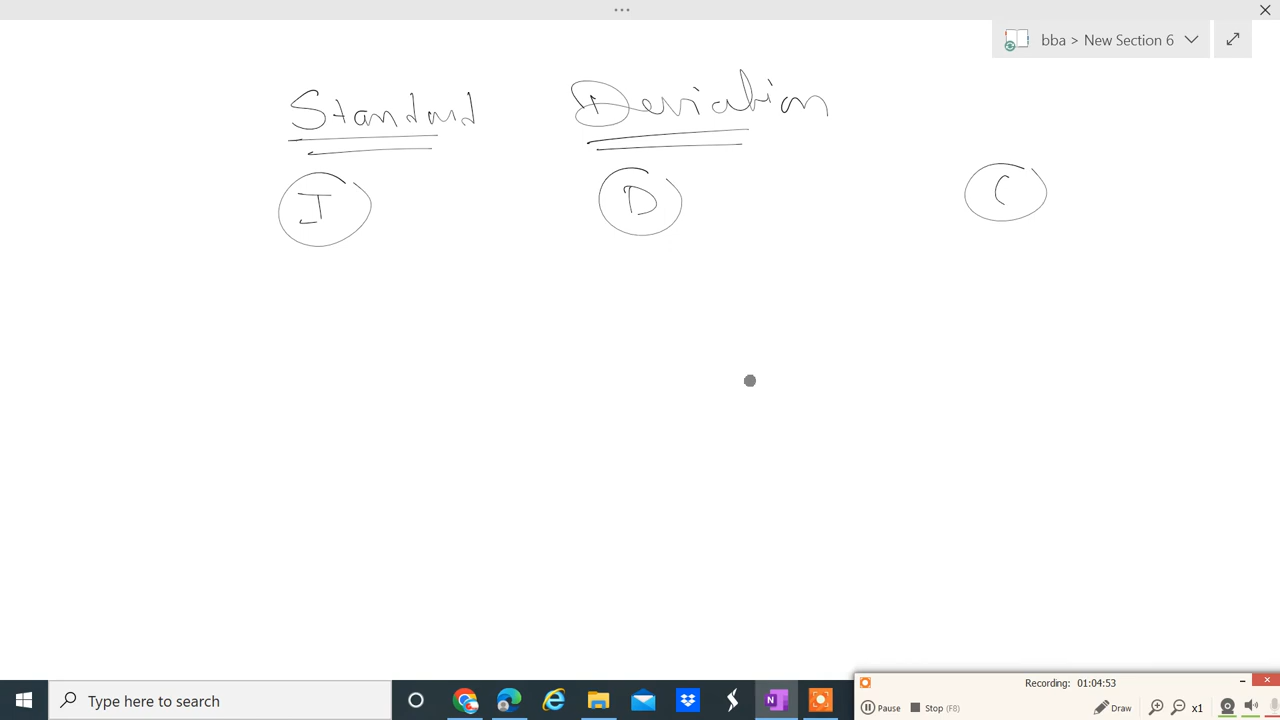 ...
bba > New Section 6
Standard Deviation
I D C
Type here to search
Recording: 01:04:53
Pause Stop (F8) Draw x1